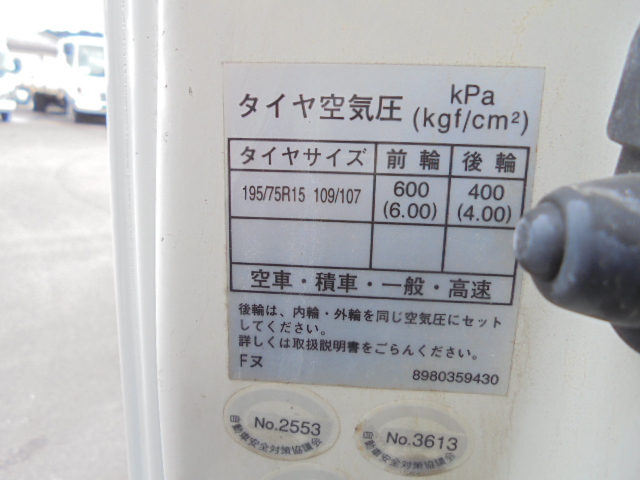 タイヤ空気圧 kPa
(kgf/cm²)
タイヤサイズ 前輪 後輪
195/75R15 109/107 600 400
(6.00) (4.00)
空車・積車・一般・高速
後輪は、内輪・外輪を同じ空気圧にセット
してください。
詳しくは取扱説明書をごらんください。
Fヌ
8980359430
No.2553
自動車安全対策協議会
No.3613
自動車安全対策協議会